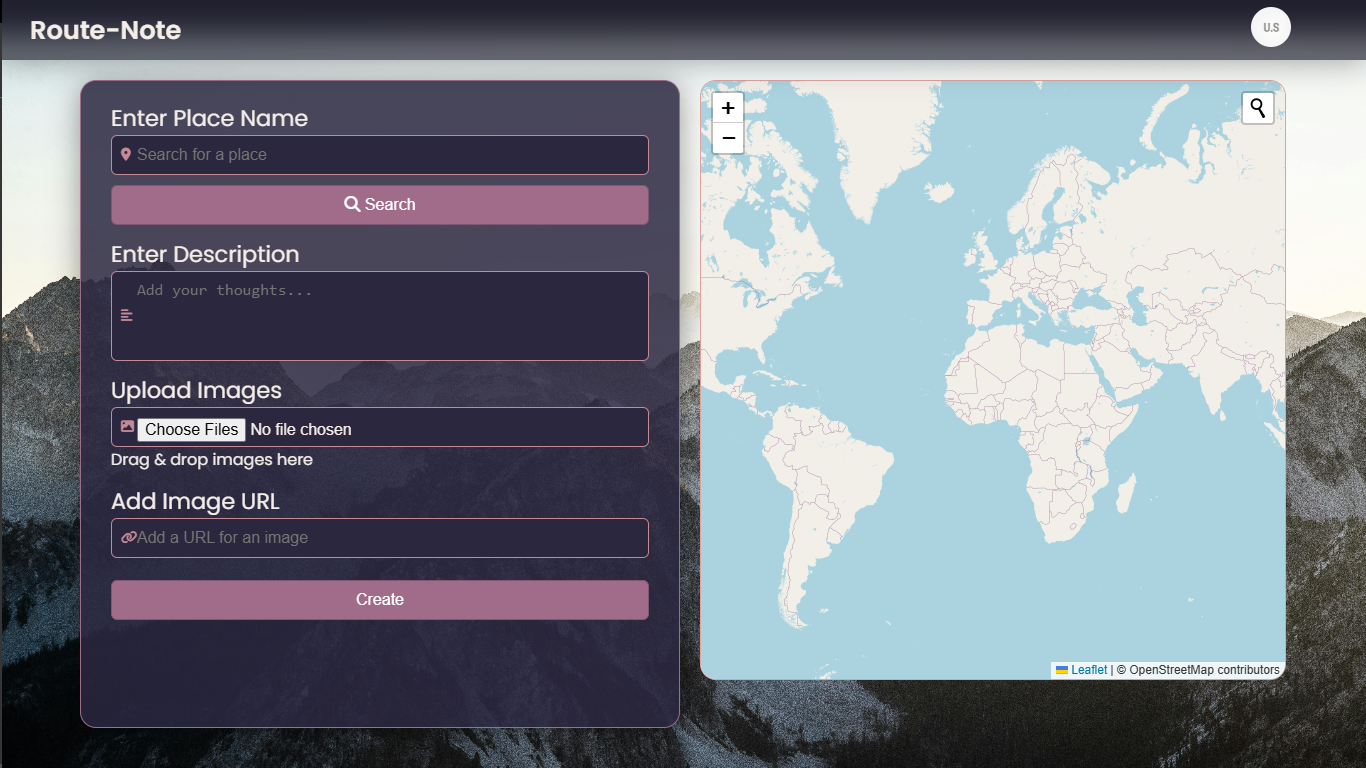 Route-Note
U.S
Enter Place Name
Search for a place
Search
Enter Description
Add your thoughts...
Upload Images
Choose Files No file chosen
Drag & drop images here
Add Image URL
Add a URL for an image
Create
+
−
Leaflet | © OpenStreetMap contributors